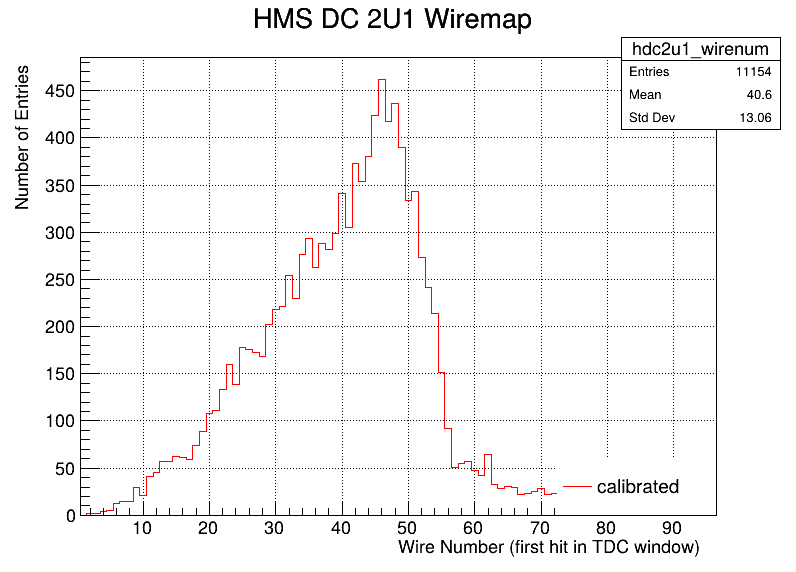 HMS DC 2U1 Wiremap
hdc2u1_wirenum
Entries 11154
Mean 40.6
Std Dev 13.06
Number of Entries
450
400
350
300
250
200
150
100
50
0
calibrated
10 20 30 40 50 60 70 80 90
Wire Number (first hit in TDC window)